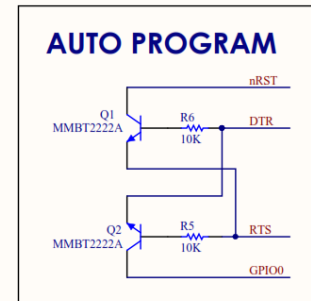 AUTO PROGRAM
nRST
Q1
MMBT2222A
R6
10K
DTR
Q2
MMBT2222A
R5
10K
RTS
GPIO0